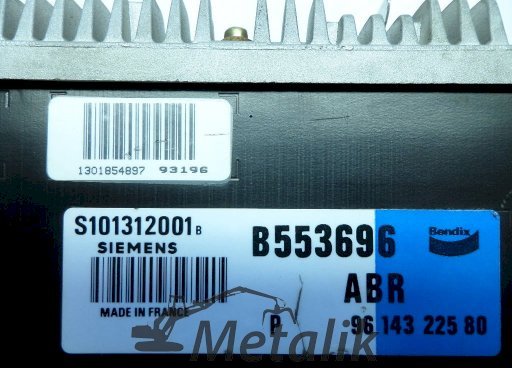 1301854897 93196
S101312001 B B553696 Bendix
SIEMENS
ABR
MADE IN FRANCE P 96 143 225 80
Metalik